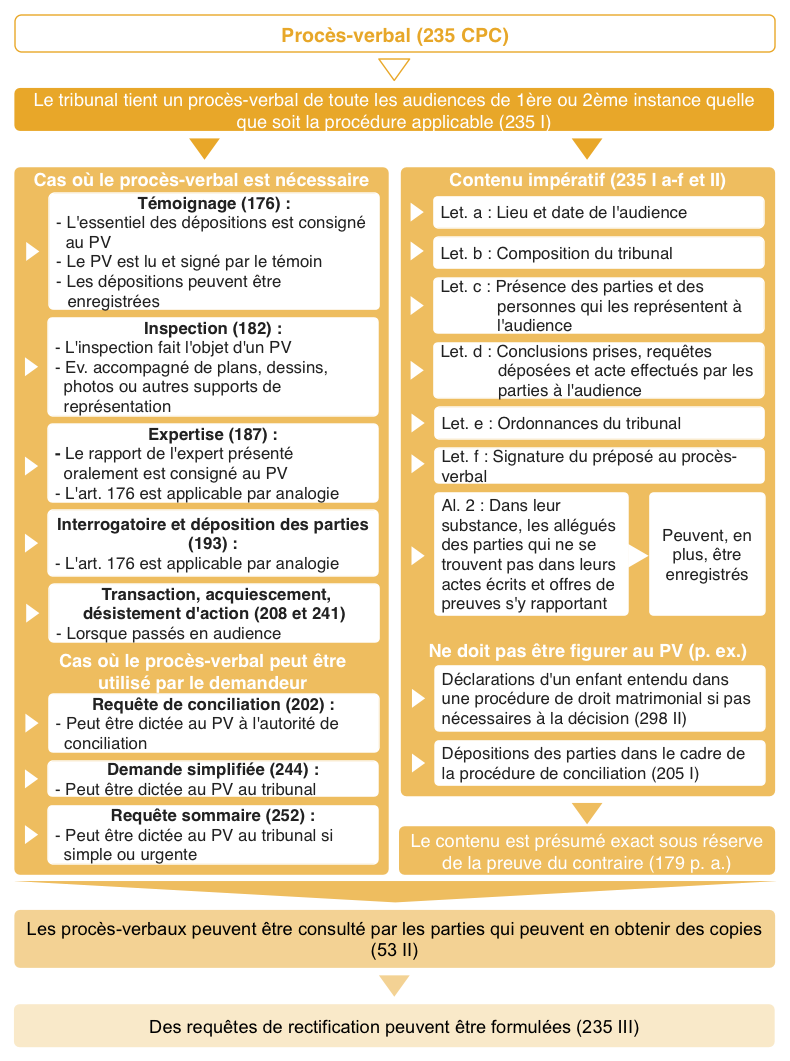 Procès-verbal (235 CPC)
Le tribunal tient un procès-verbal de toute les audiences de 1ère ou 2ème instance quelle
que soit la procédure applicable (235 I)
Cas où le procès-verbal est nécessaire
Témoignage (176) :
- L'essentiel des dépositions est consigné
au PV
- Le PV est lu et signé par le témoin
- Les dépositions peuvent être
enregistrées
Inspection (182) :
- L'inspection fait l'objet d'un PV
- Ev. accompagné de plans, dessins,
photos ou autres supports de
représentation
Expertise (187) :
- Le rapport de l'expert présenté
oralement est consigné au PV
- L'art. 176 est applicable par analogie
Interrogatoire et déposition des parties
(193) :
- L'art. 176 est applicable par analogie
Transaction, acquiescement,
désistement d'action (208 et 241)
- Lorsque passés en audience
Cas où le procès-verbal peut être
utilisé par le demandeur
Requête de conciliation (202) :
- Peut être dictée au PV à l'autorité de
conciliation
Demande simplifiée (244) :
- Peut être dictée au PV au tribunal
Requête sommaire (252) :
- Peut être dictée au PV au tribunal si
simple ou urgente
Contenu impératif (235 I a-f et II)
Let. a : Lieu et date de l'audience
Let. b : Composition du tribunal
Let. c : Présence des parties et des
personnes qui les représentent à
l'audience
Let. d : Conclusions prises, requêtes
déposées et acte effectués par les
parties à l'audience
Let. e : Ordonnances du tribunal
Let. f : Signature du préposé au procès-
verbal
Al. 2 : Dans leur
substance, les allégués
des parties qui ne se
trouvent pas dans leurs
actes écrits et offres de
preuves s'y rapportant
Peuvent, en
plus, être
enregistrés
Ne doit pas être figurer au PV (p. ex.)
Déclarations d'un enfant entendu dans
une procédure de droit matrimonial si pas
nécessaires à la décision (298 II)
Dépositions des parties dans le cadre de
la procédure de conciliation (205 I)
Le contenu est présumé exact sous réserve
de la preuve du contraire (179 p. a.)
Les procès-verbaux peuvent être consulté par les parties qui peuvent en obtenir des copies
(53 II)
Des requêtes de rectification peuvent être formulées (235 III)